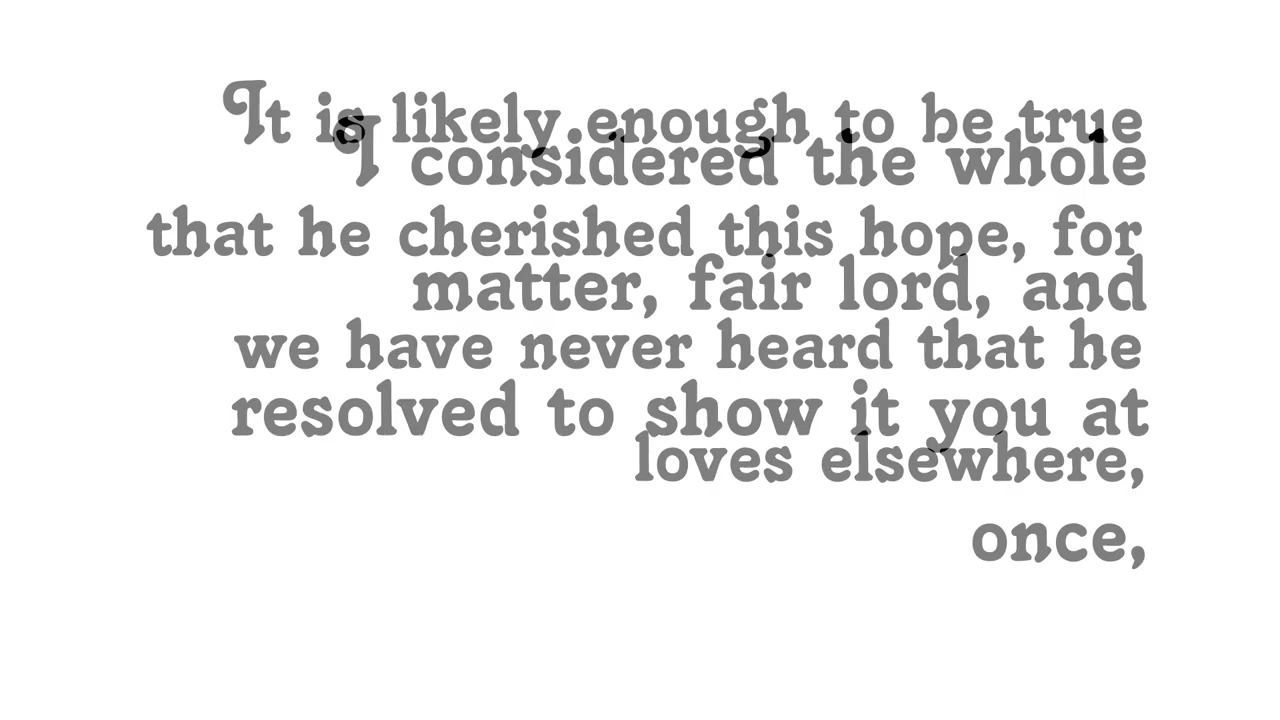 It is likely enough to be true
that he cherished this hope, for
we have never heard that he
loves elsewhere,
I considered the whole
matter, fair lord, and
resolved to show it you at
once,